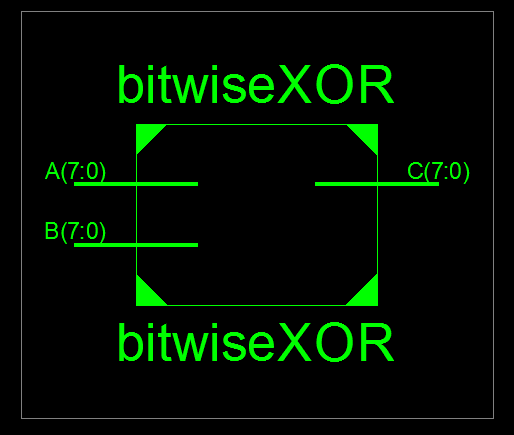 bitwiseXOR
A(7:0)
C(7:0)
B(7:0)
bitwiseXOR